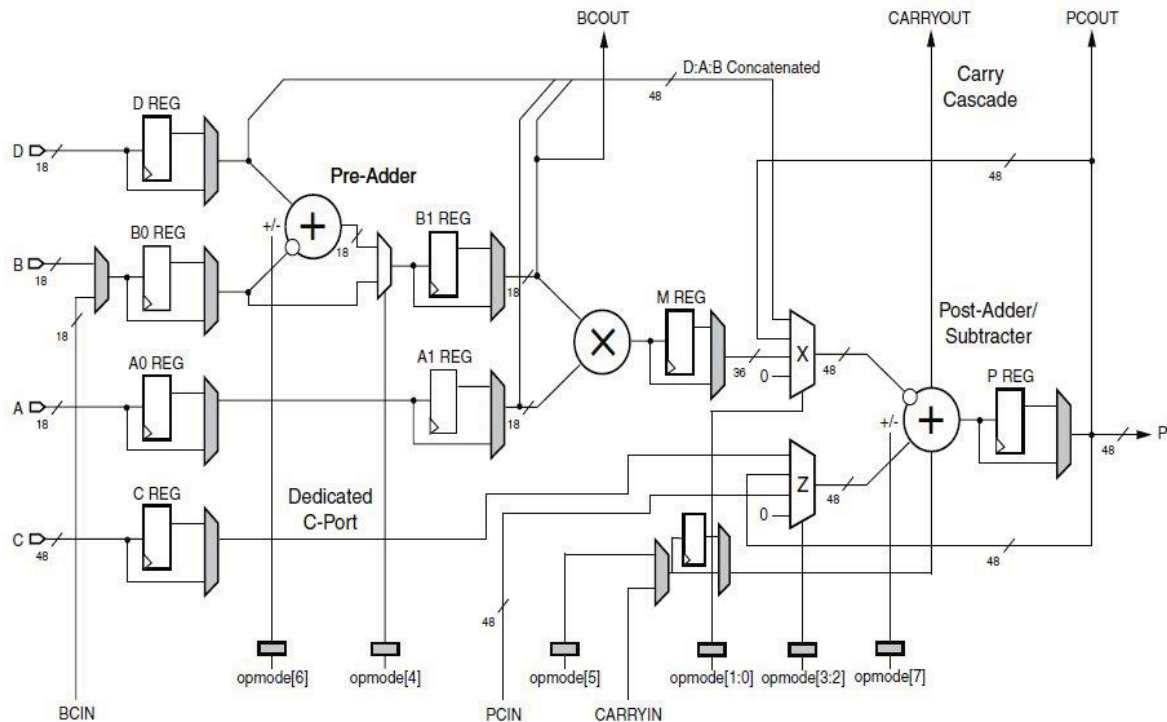 BCOUT CARRYOUT PCOUT
D:A:B Concatenated
48
Carry
Cascade
D REG
D
18
48
Pre-Adder
+/-
+
18
B0 REG
B1 REG
B
18
18
18
M REG
Post-Adder/
Subtracter
×
X
36
0
48
A0 REG
A1 REG
A
18
18
P REG
+/-
+
P
48
C REG
Dedicated
C-Port
Z
48
0
C
48
48
48
opmode[6] opmode[4] opmode[5] opmode[1:0] opmode[3:2] opmode[7]
BCIN PCIN CARRYIN